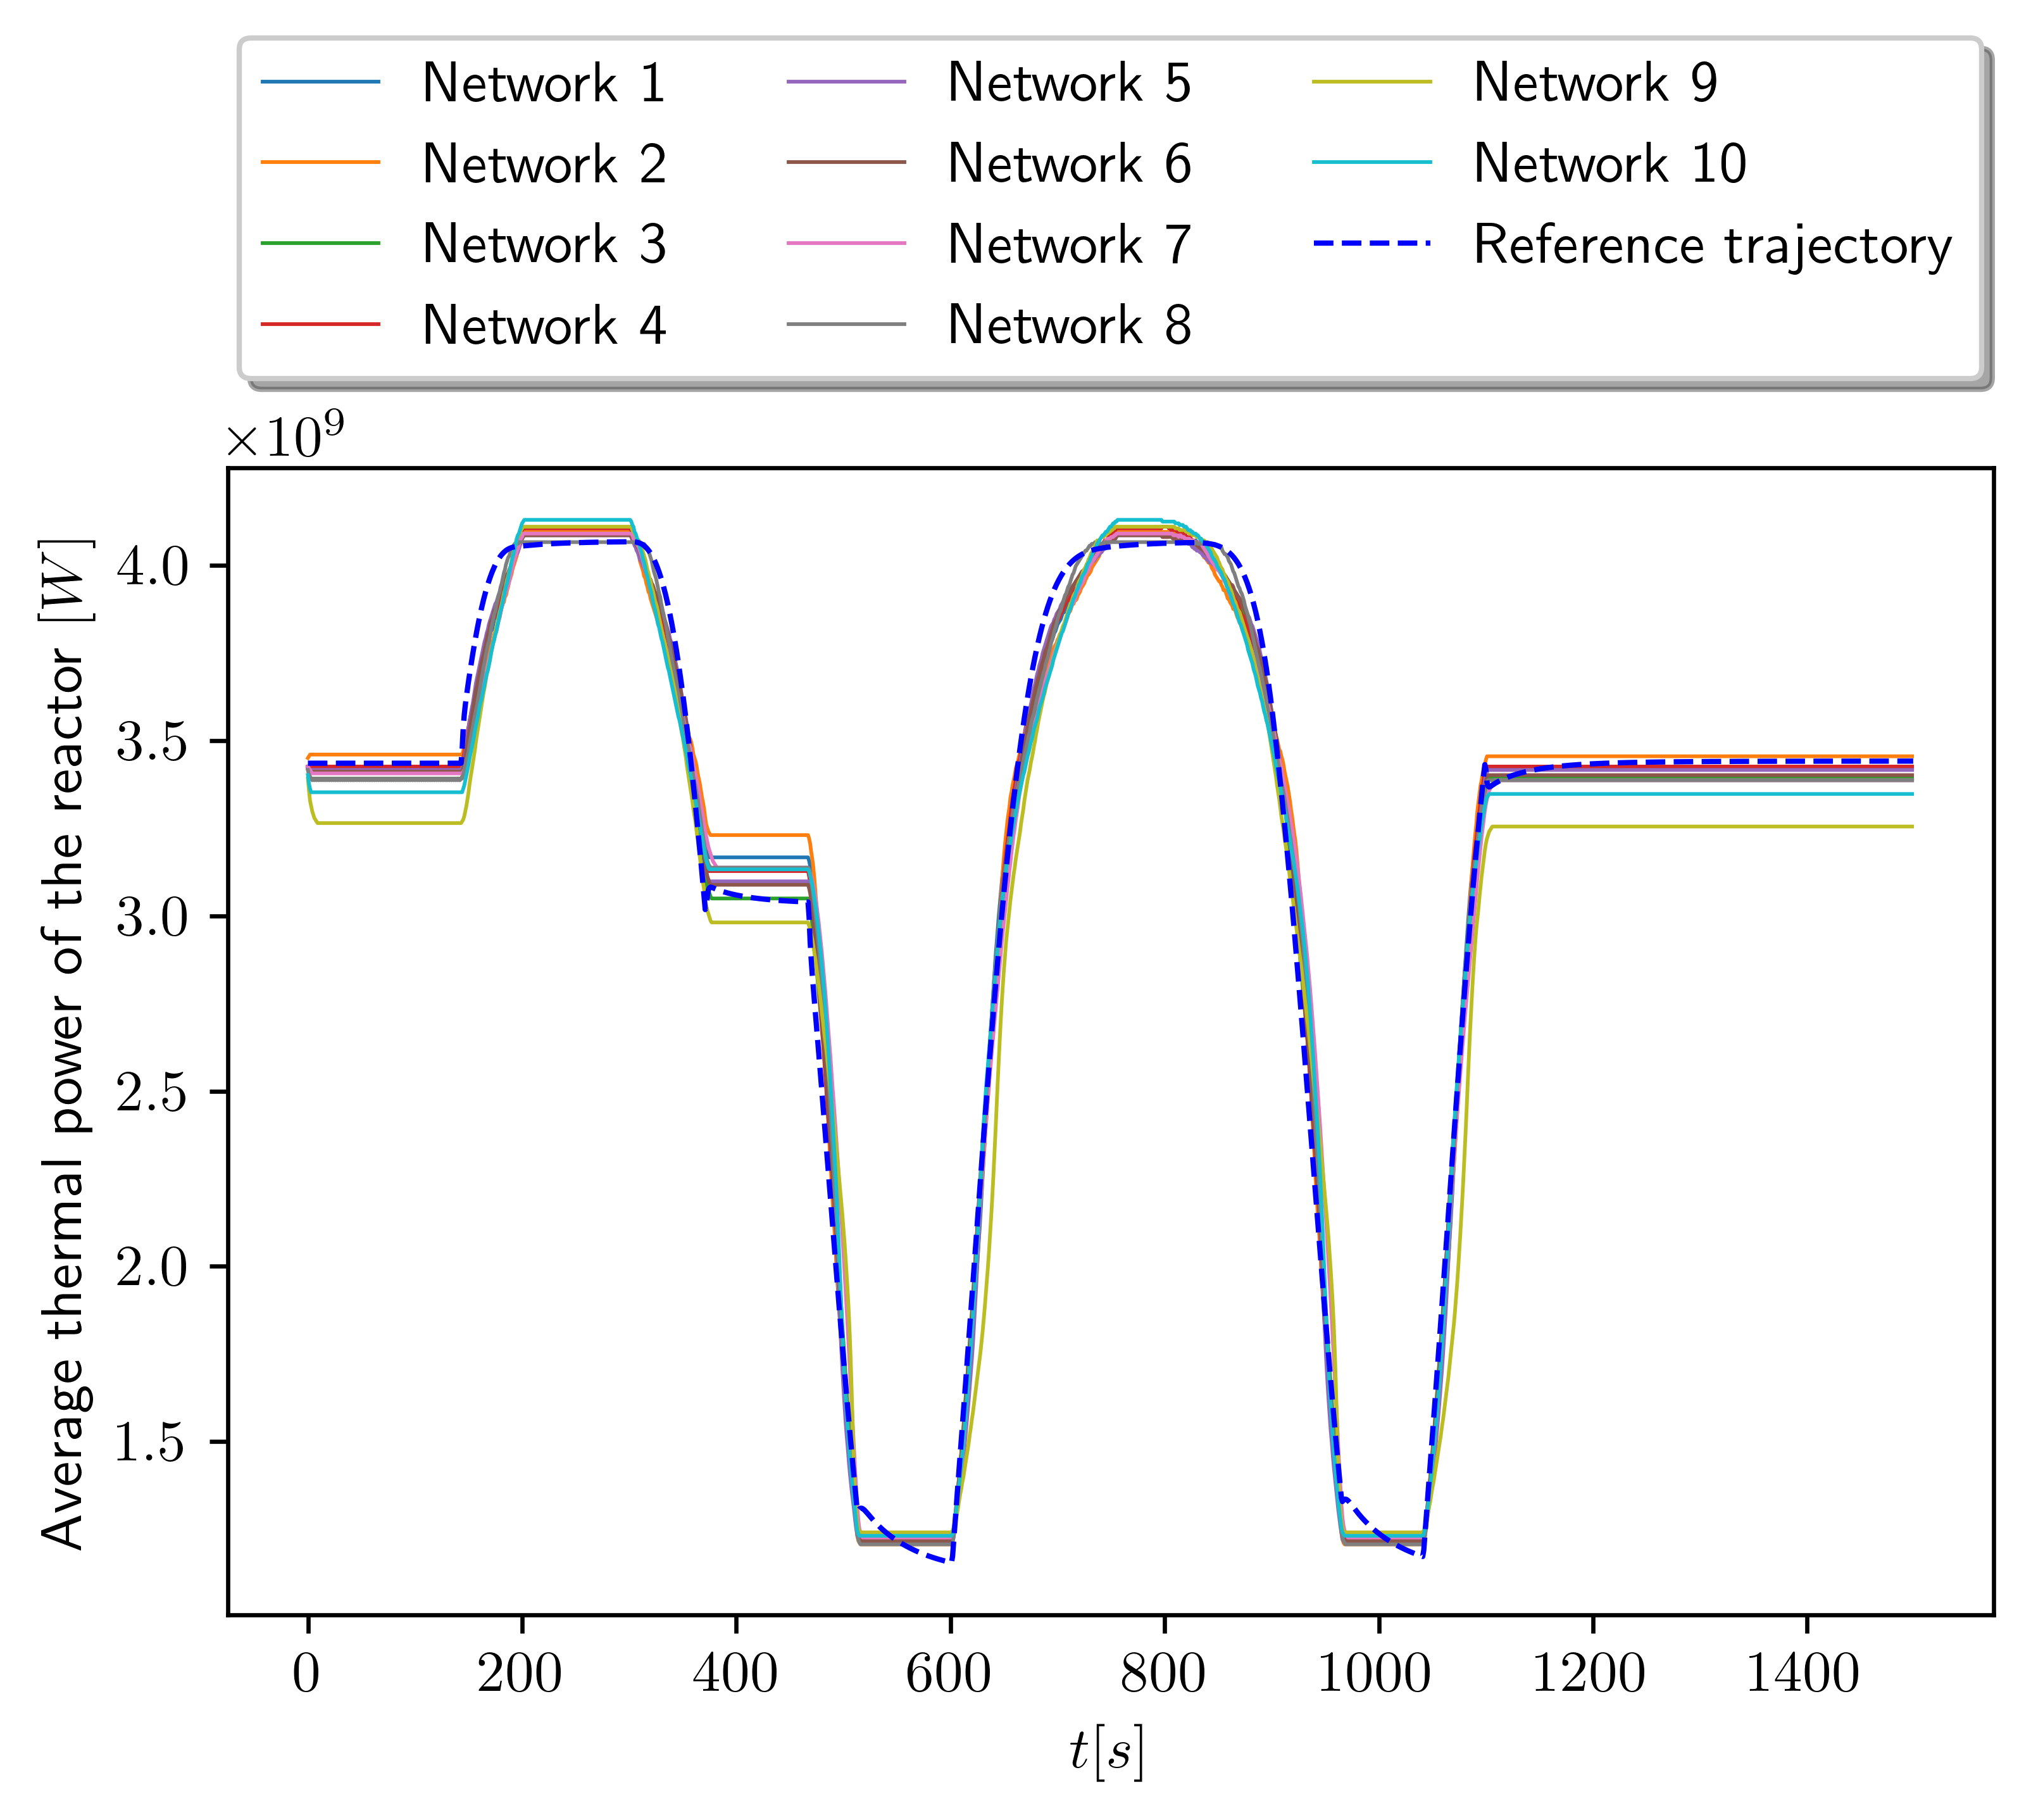 Network 1
Network 2
Network 3
Network 4
Network 5
Network 6
Network 7
Network 8
Network 9
Network 10
Reference trajectory
×10⁹
Average thermal power of the reactor [W]
4.0
3.5
3.0
2.5
2.0
1.5
0 200 400 600 800 1000 1200 1400
t[s]